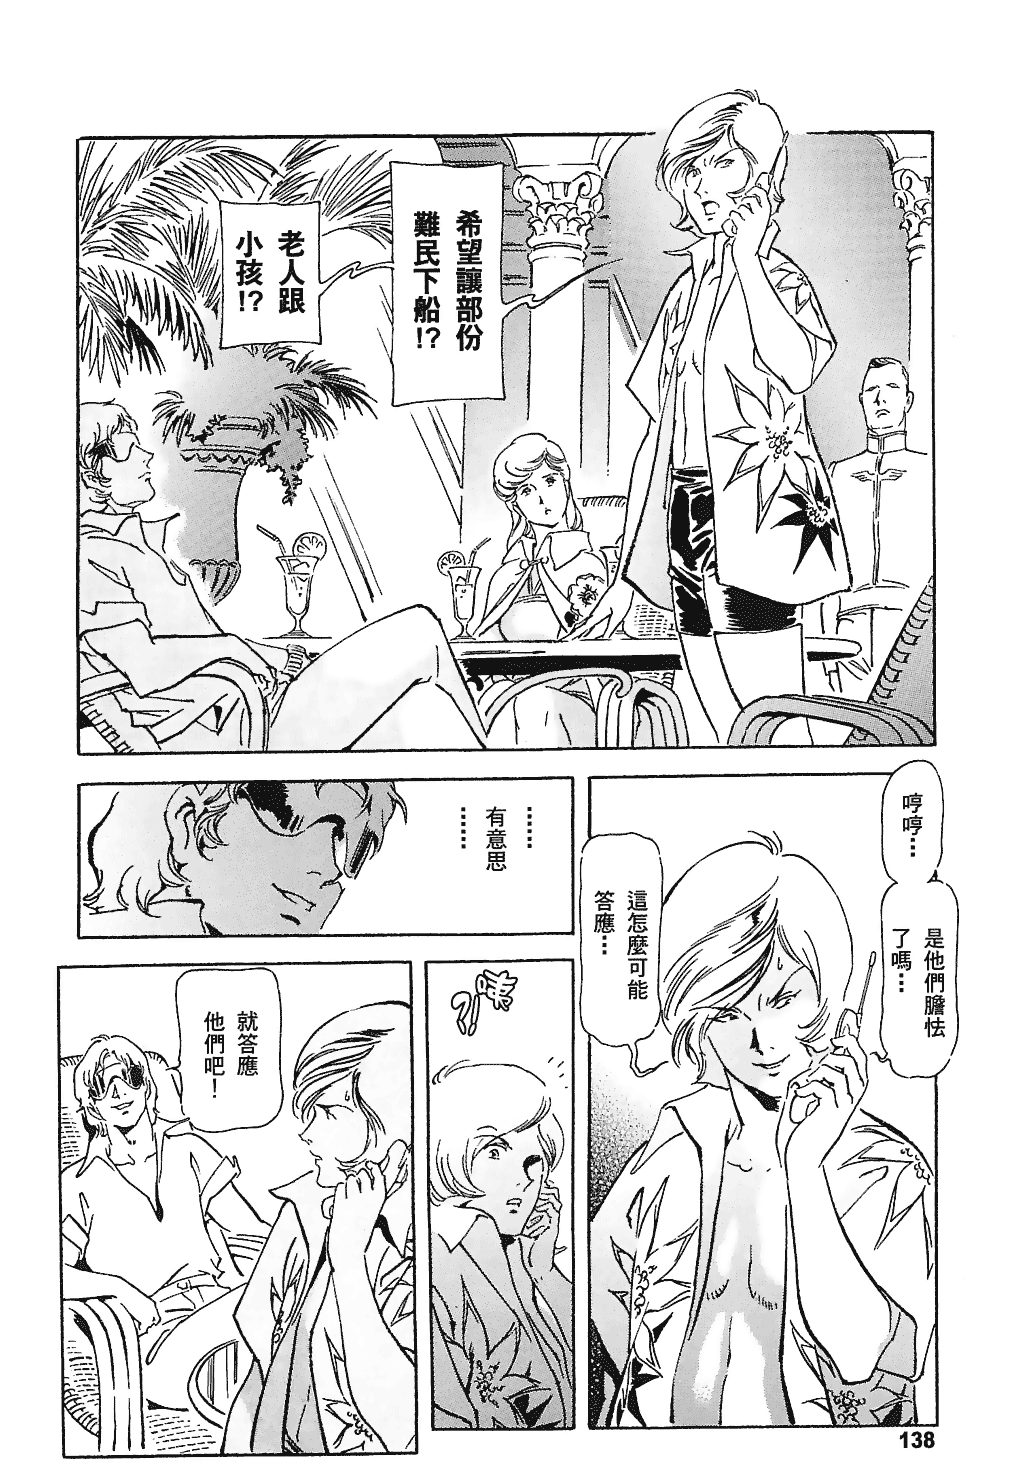 希望讓部份
難民下船!?
老人跟
小孩!?
哼哼…
是他們膽怯
了嗎…
這怎麼可能
答應…
……
有意思
……
咦
?!
就答應
他們吧！
138